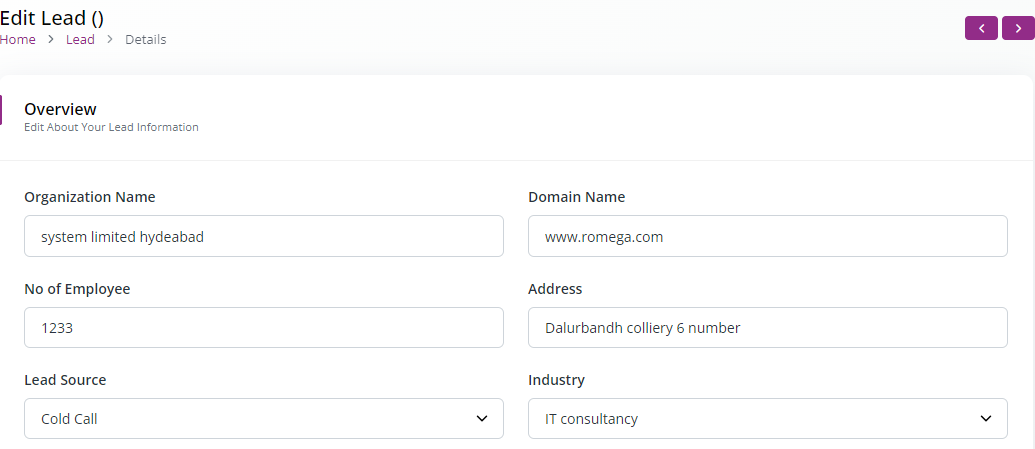 Edit Lead ()
Home > Lead > Details
Overview
Edit About Your Lead Information
Organization Name
system limited hydeabad
Domain Name
www.romega.com
No of Employee
1233
Address
Dalurbandh colliery 6 number
Lead Source
Cold Call
Industry
IT consultancy